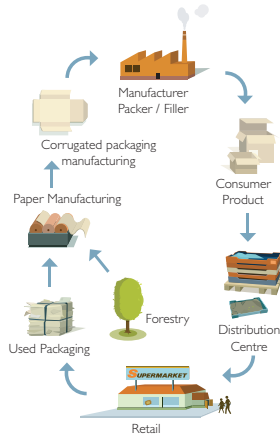 Manufacturer
Packer / Filler
Corrugated packaging
manufacturing
Consumer
Product
Paper Manufacturing
Forestry
Distribution
Centre
Used Packaging
SUPERMARKET
Retail